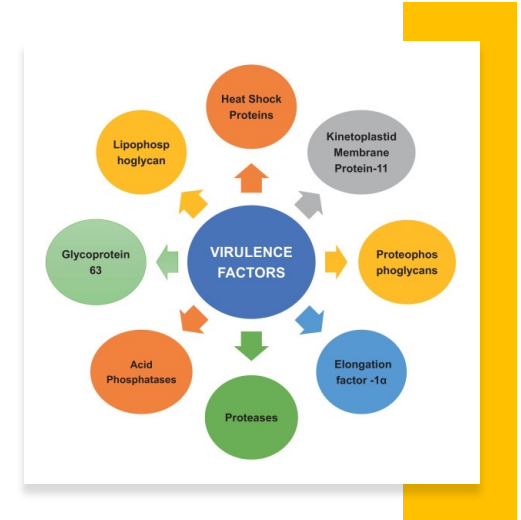 VIRULENCE
FACTORS
Heat Shock
Proteins
Kinetoplastid
Membrane
Protein-11
Proteophos
phoglycans
Elongation
factor -1α
Proteases
Acid
Phosphatases
Glycoprotein
63
Lipophosp
hoglycan